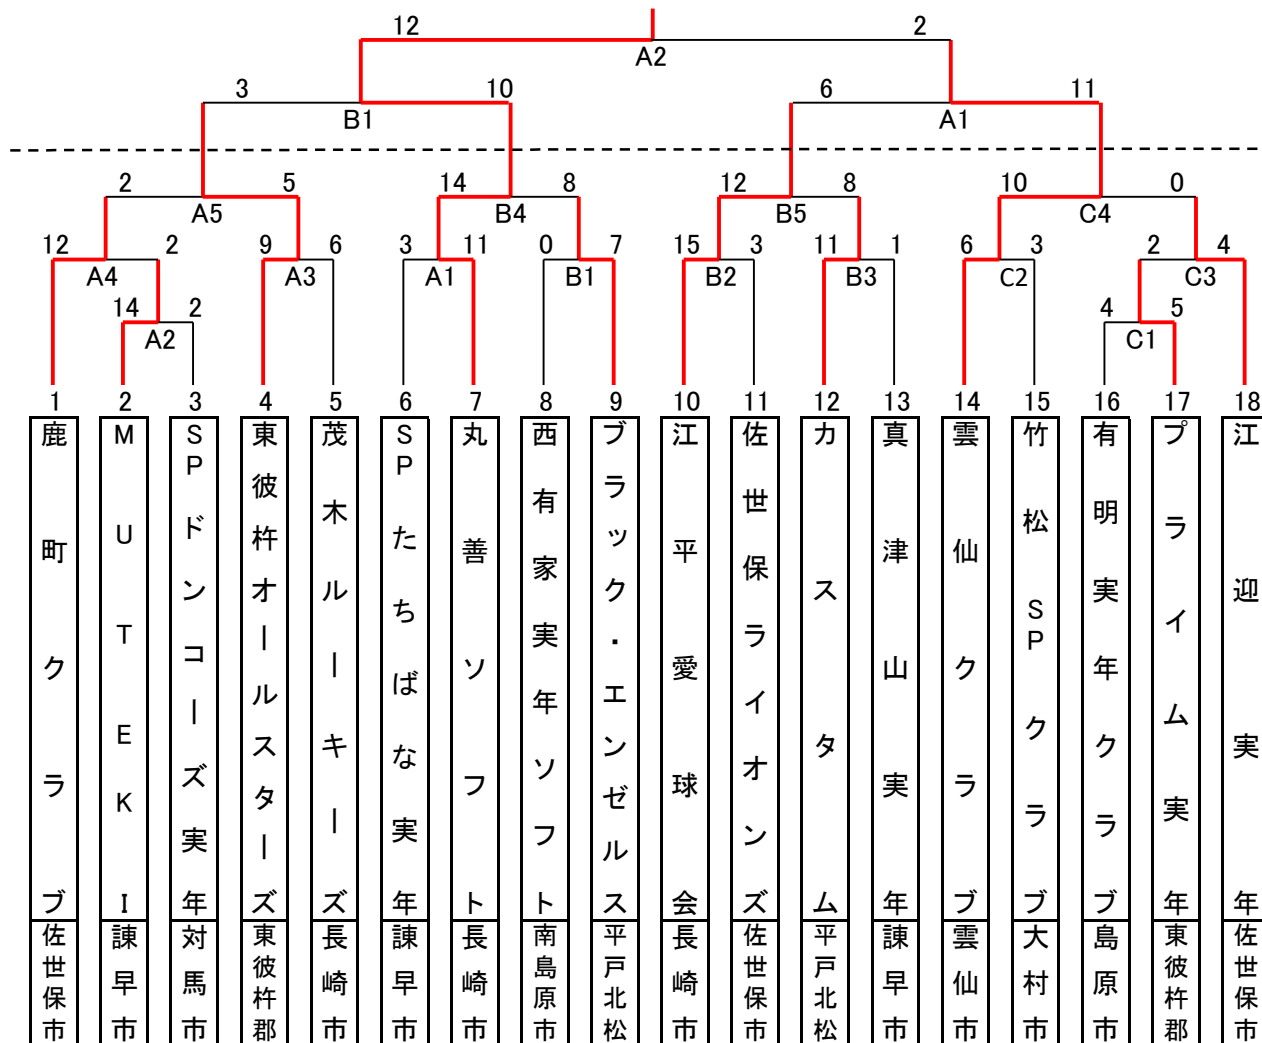 12 2
A2
3 10 6 11
B1 A1
2 5 14 8 12 8 10 0
A5 B4 B5 C4
12 2 9 6 3 11 0 7 15 3 11 1 6 3 2 4
A4 A3 A1 B1 B2 B3 C2 C3
14 2 4 5
A2 C1
1 2 3 4 5 6 7 8 9 10 11 12 13 14 15 16 17 18
鹿町クラブ
佐世保市
MUTEKI
諫早市
SPドンコーズ実年
対馬市
東彼杵オールスターズ
東彼杵郡
茂木ルーキーズ
長崎市
SPたちばな実年
諫早市
丸善ソフト
長崎市
西有家実年ソフト
南島原市
ブラック・エンゼルス
平戸北松
江平愛球会
長崎市
佐世保ライオンズ
佐世保市
カスタム
平戸北松
真津山実年
諫早市
雲仙クラブ
雲仙市
竹松SPクラブ
大村市
有明実年クラブ
島原市
プライム実年
東彼杵郡
江迎実年
佐世保市